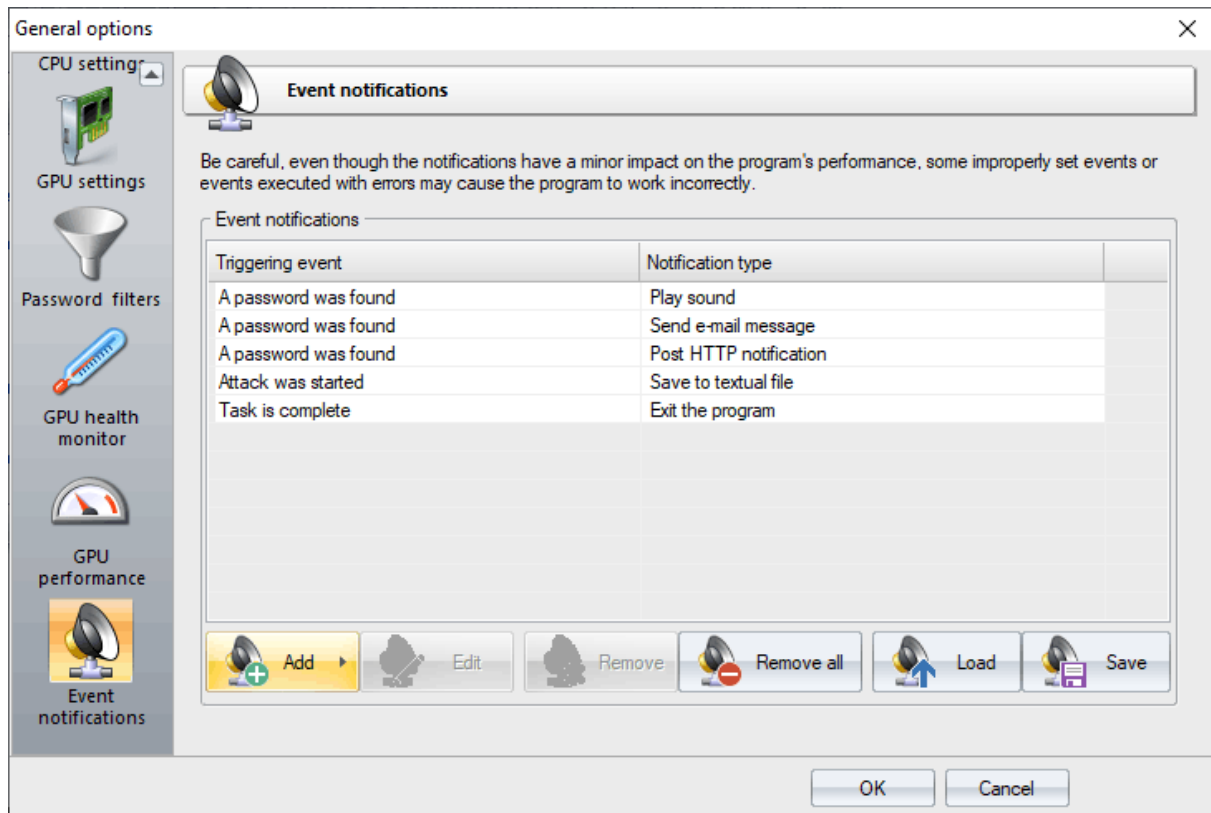 General options
CPU settings
GPU settings
Password filters
GPU health
monitor
GPU
performance
Event
notifications
Event notifications
Be careful, even though the notifications have a minor impact on the program's performance, some improperly set events or
events executed with errors may cause the program to work incorrectly.
Event notifications
Triggering event Notification type
A password was found Play sound
A password was found Send e-mail message
A password was found Post HTTP notification
Attack was started Save to textual file
Task is complete Exit the program
Add Edit Remove Remove all Load Save
OK Cancel